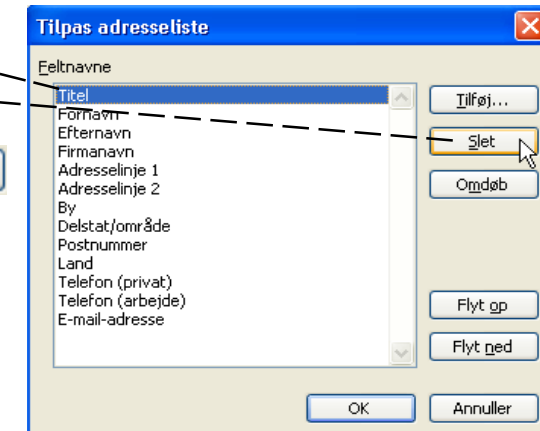 Tilpas adresseliste
Feltnavne
Titel
Fornavn
Efternavn
Firmanavn
Adresselinje 1
Adresselinje 2
By
Delstat/område
Postnummer
Land
Telefon (privat)
Telefon (arbejde)
E-mail-adresse
Tilføj...
Slet
Omdøb
Flyt op
Flyt ned
OK
Annuller